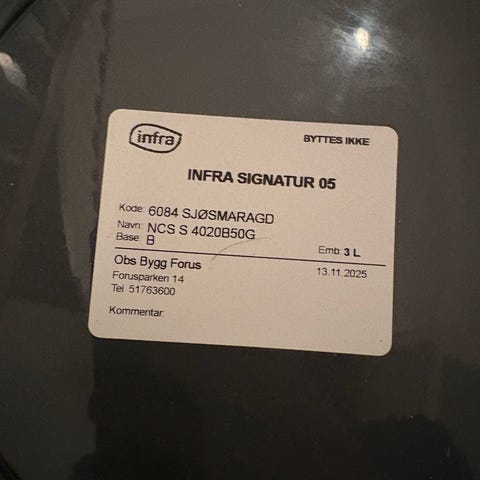 infra
BYTTES IKKE
INFRA SIGNATUR 05
Kode: 6084 SJØSMARAGD
Navn: NCS S 4020B50G
Base: B
Emb: 3 L
Obs Bygg Forus
13.11.2025
Forusparken 14
Tel 51763600
Kommentar: